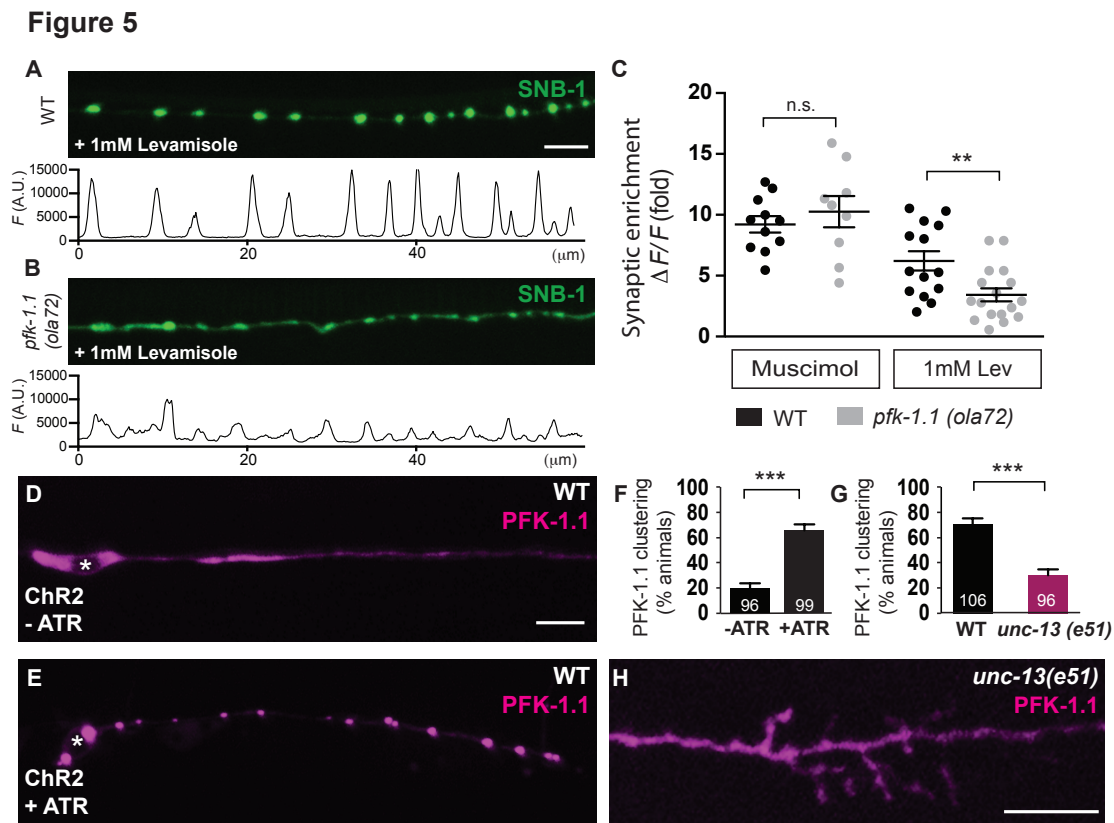 Figure 5
A
WT
SNB-1
+ 1mM Levamisole
F (A.U.)
15000
10000
5000
0
0
20
40
(μm)
B
pfk-1.1
(ola72)
SNB-1
+ 1mM Levamisole
F (A.U.)
15000
10000
5000
0
0
20
40
(μm)
C
Synaptic enrichment
Δ F/F (fold)
20
15
10
5
0
n.s.
**
Muscimol
1mM Lev
WT
pfk-1.1 (ola72)
D
WT
PFK-1.1
*
ChR2
- ATR
E
WT
PFK-1.1
*
ChR2
+ ATR
F
PFK-1.1 clustering
(% animals)
100
80
60
40
20
0
***
96
99
-ATR +ATR
G
PFK-1.1 clustering
(% animals)
100
80
60
40
20
0
***
106
96
WT unc-13 (e51)
H
unc-13(e51)
PFK-1.1